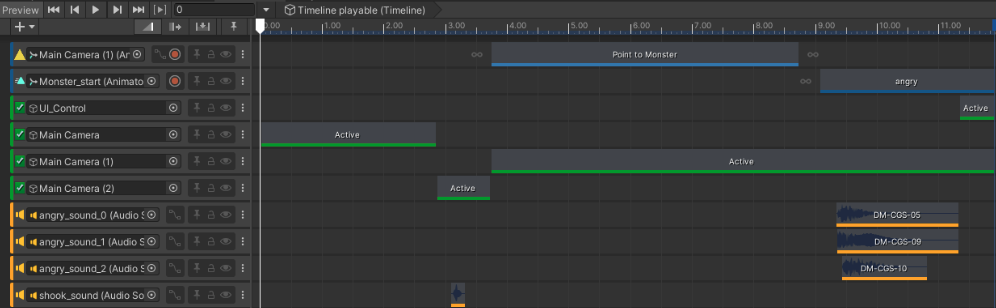 Preview 0 Timeline playable (Timeline)
0.00 1.00 2.00 3.00 4.00 5.00 6.00 7.00 8.00 9.00 10.00 11.00
Main Camera (1) (An Point to Monster
Monster_start (Animato angry
UI_Control Active
Main Camera Active
Main Camera (1) Active
Main Camera (2) Active
angry_sound_0 (Audio S DM-CGS-05
angry_sound_1 (Audio S DM-CGS-09
angry_sound_2 (Audio S DM-CGS-10
shook_sound (Audio So